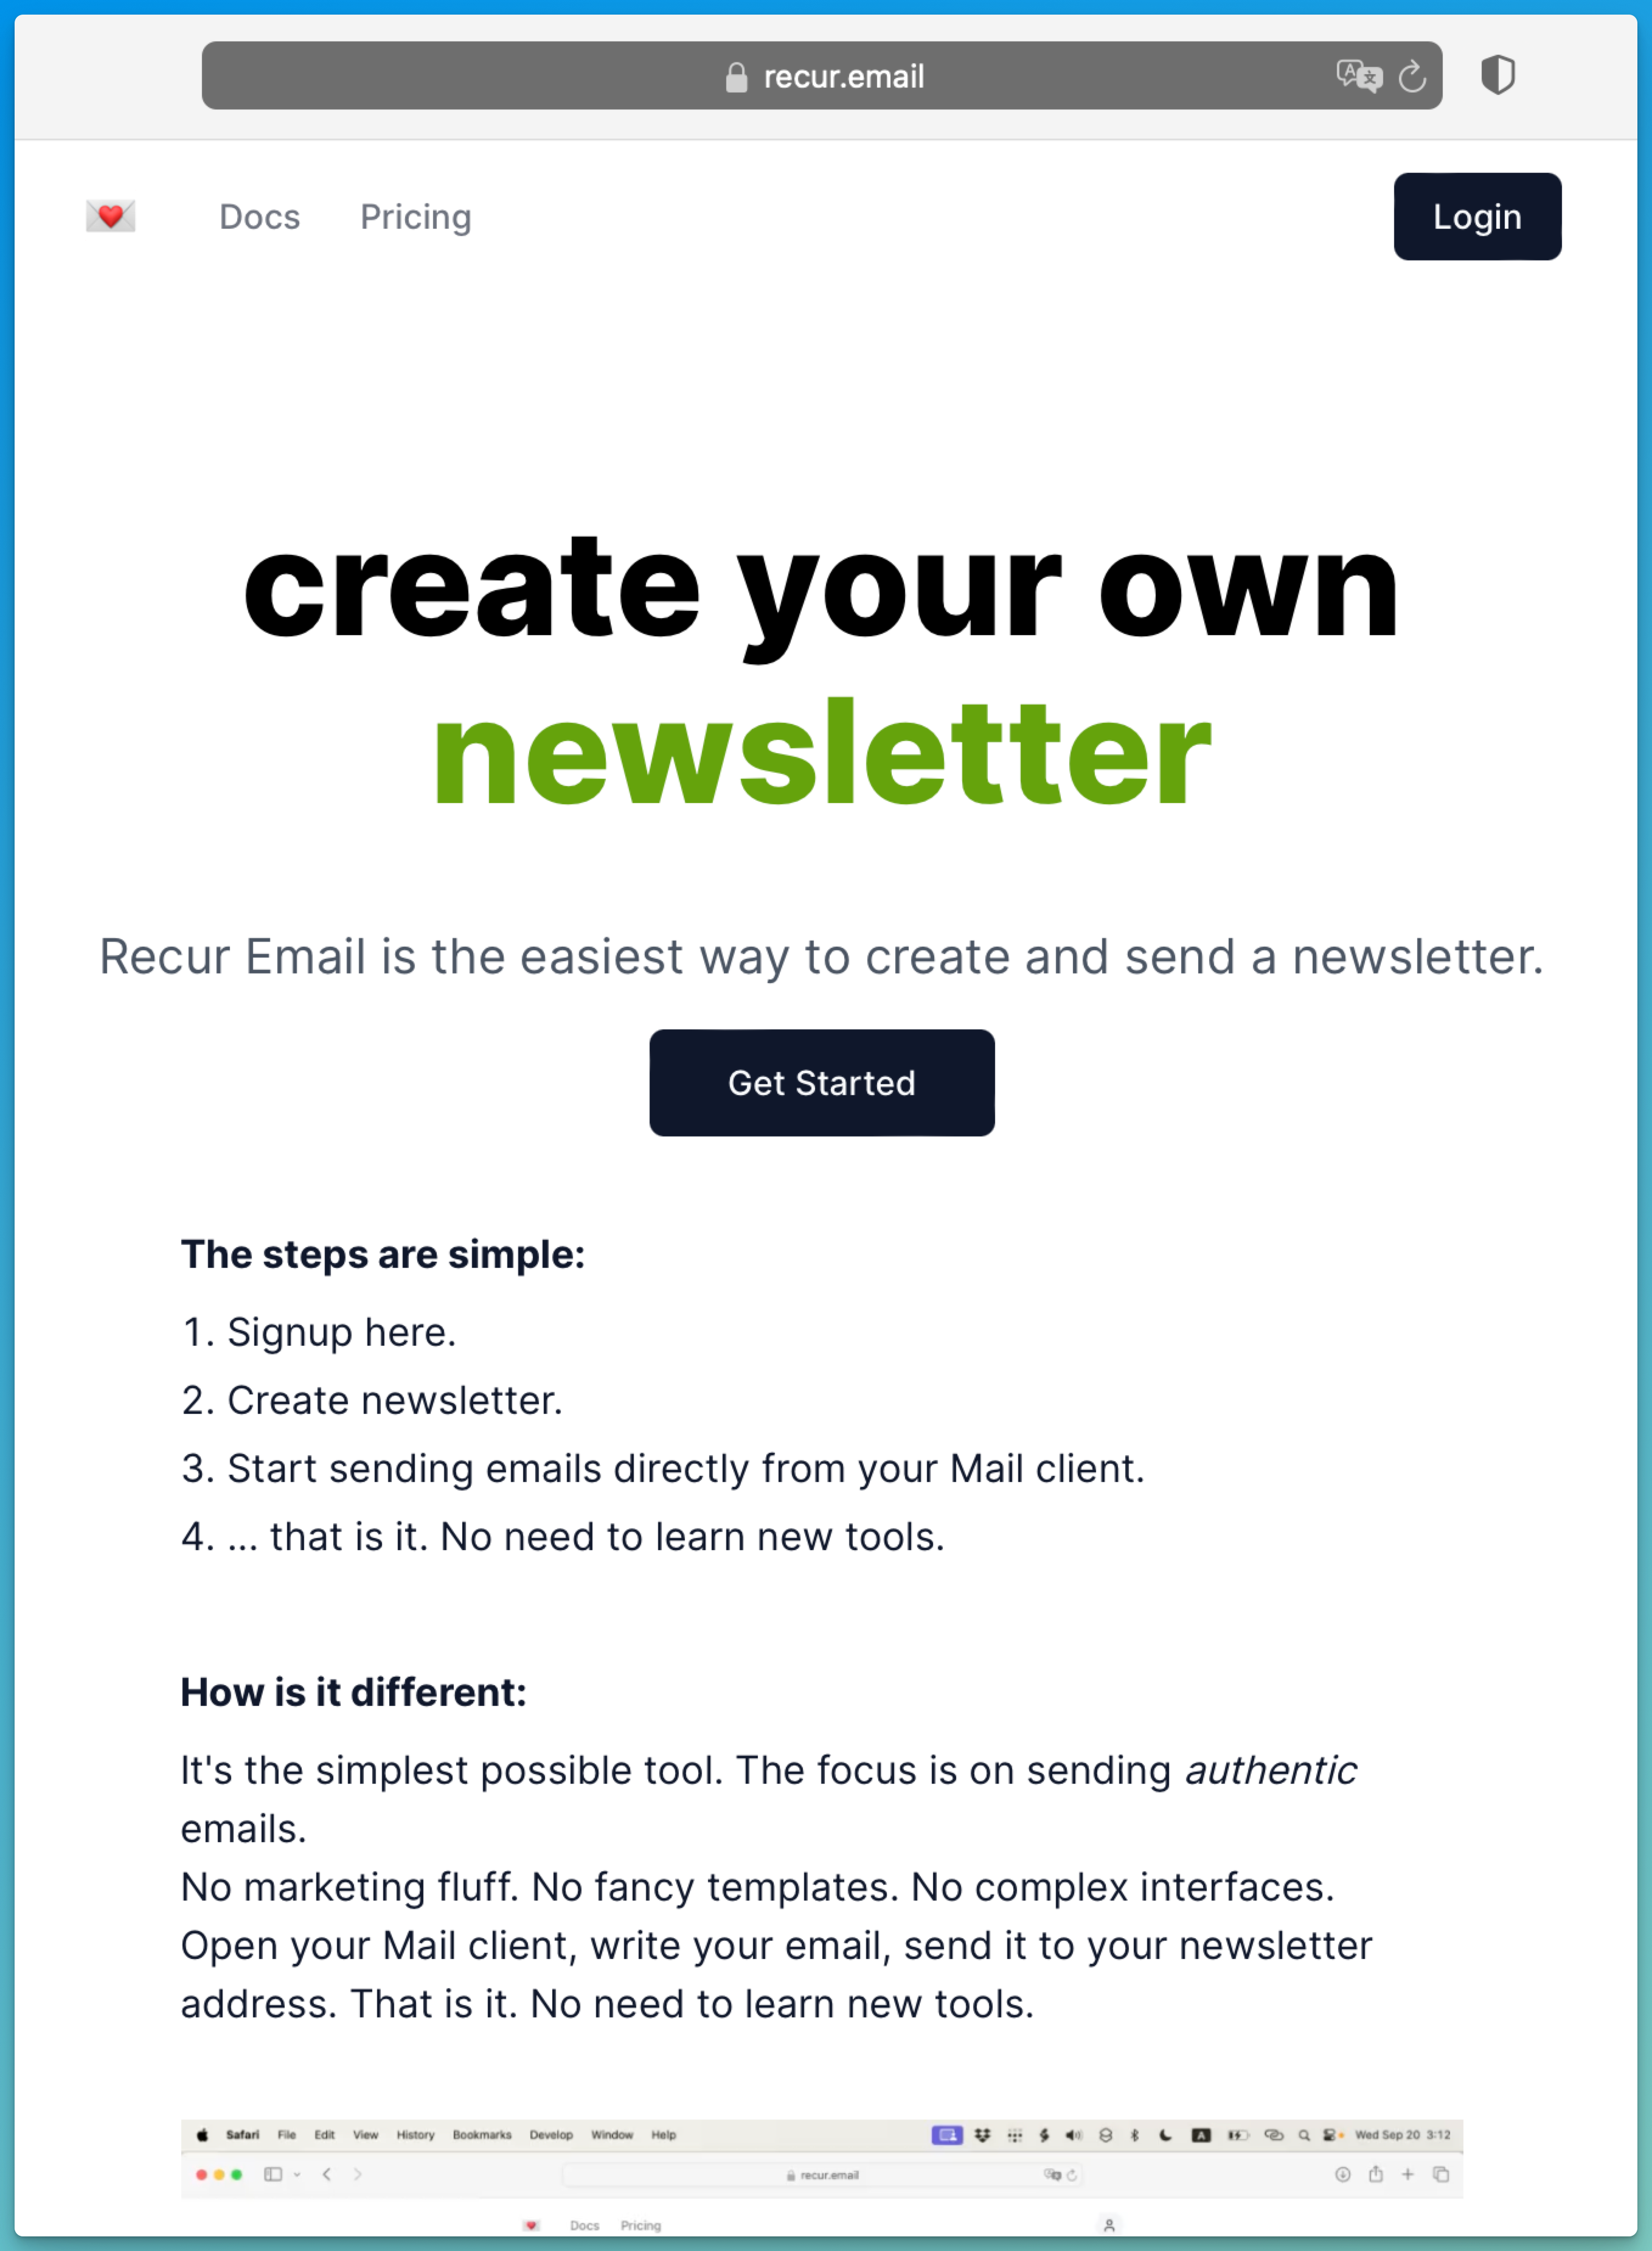 recur.email
Docs Pricing Login
create your own
newsletter
Recur Email is the easiest way to create and send a newsletter.
Get Started
The steps are simple:
1. Signup here.
2. Create newsletter.
3. Start sending emails directly from your Mail client.
4. ... that is it. No need to learn new tools.
How is it different:
It's the simplest possible tool. The focus is on sending authentic
emails.
No marketing fluff. No fancy templates. No complex interfaces.
Open your Mail client, write your email, send it to your newsletter
address. That is it. No need to learn new tools.
Safari File Edit View History Bookmarks Develop Window Help A Wed Sep 20 3:12
recur.email
Docs Pricing